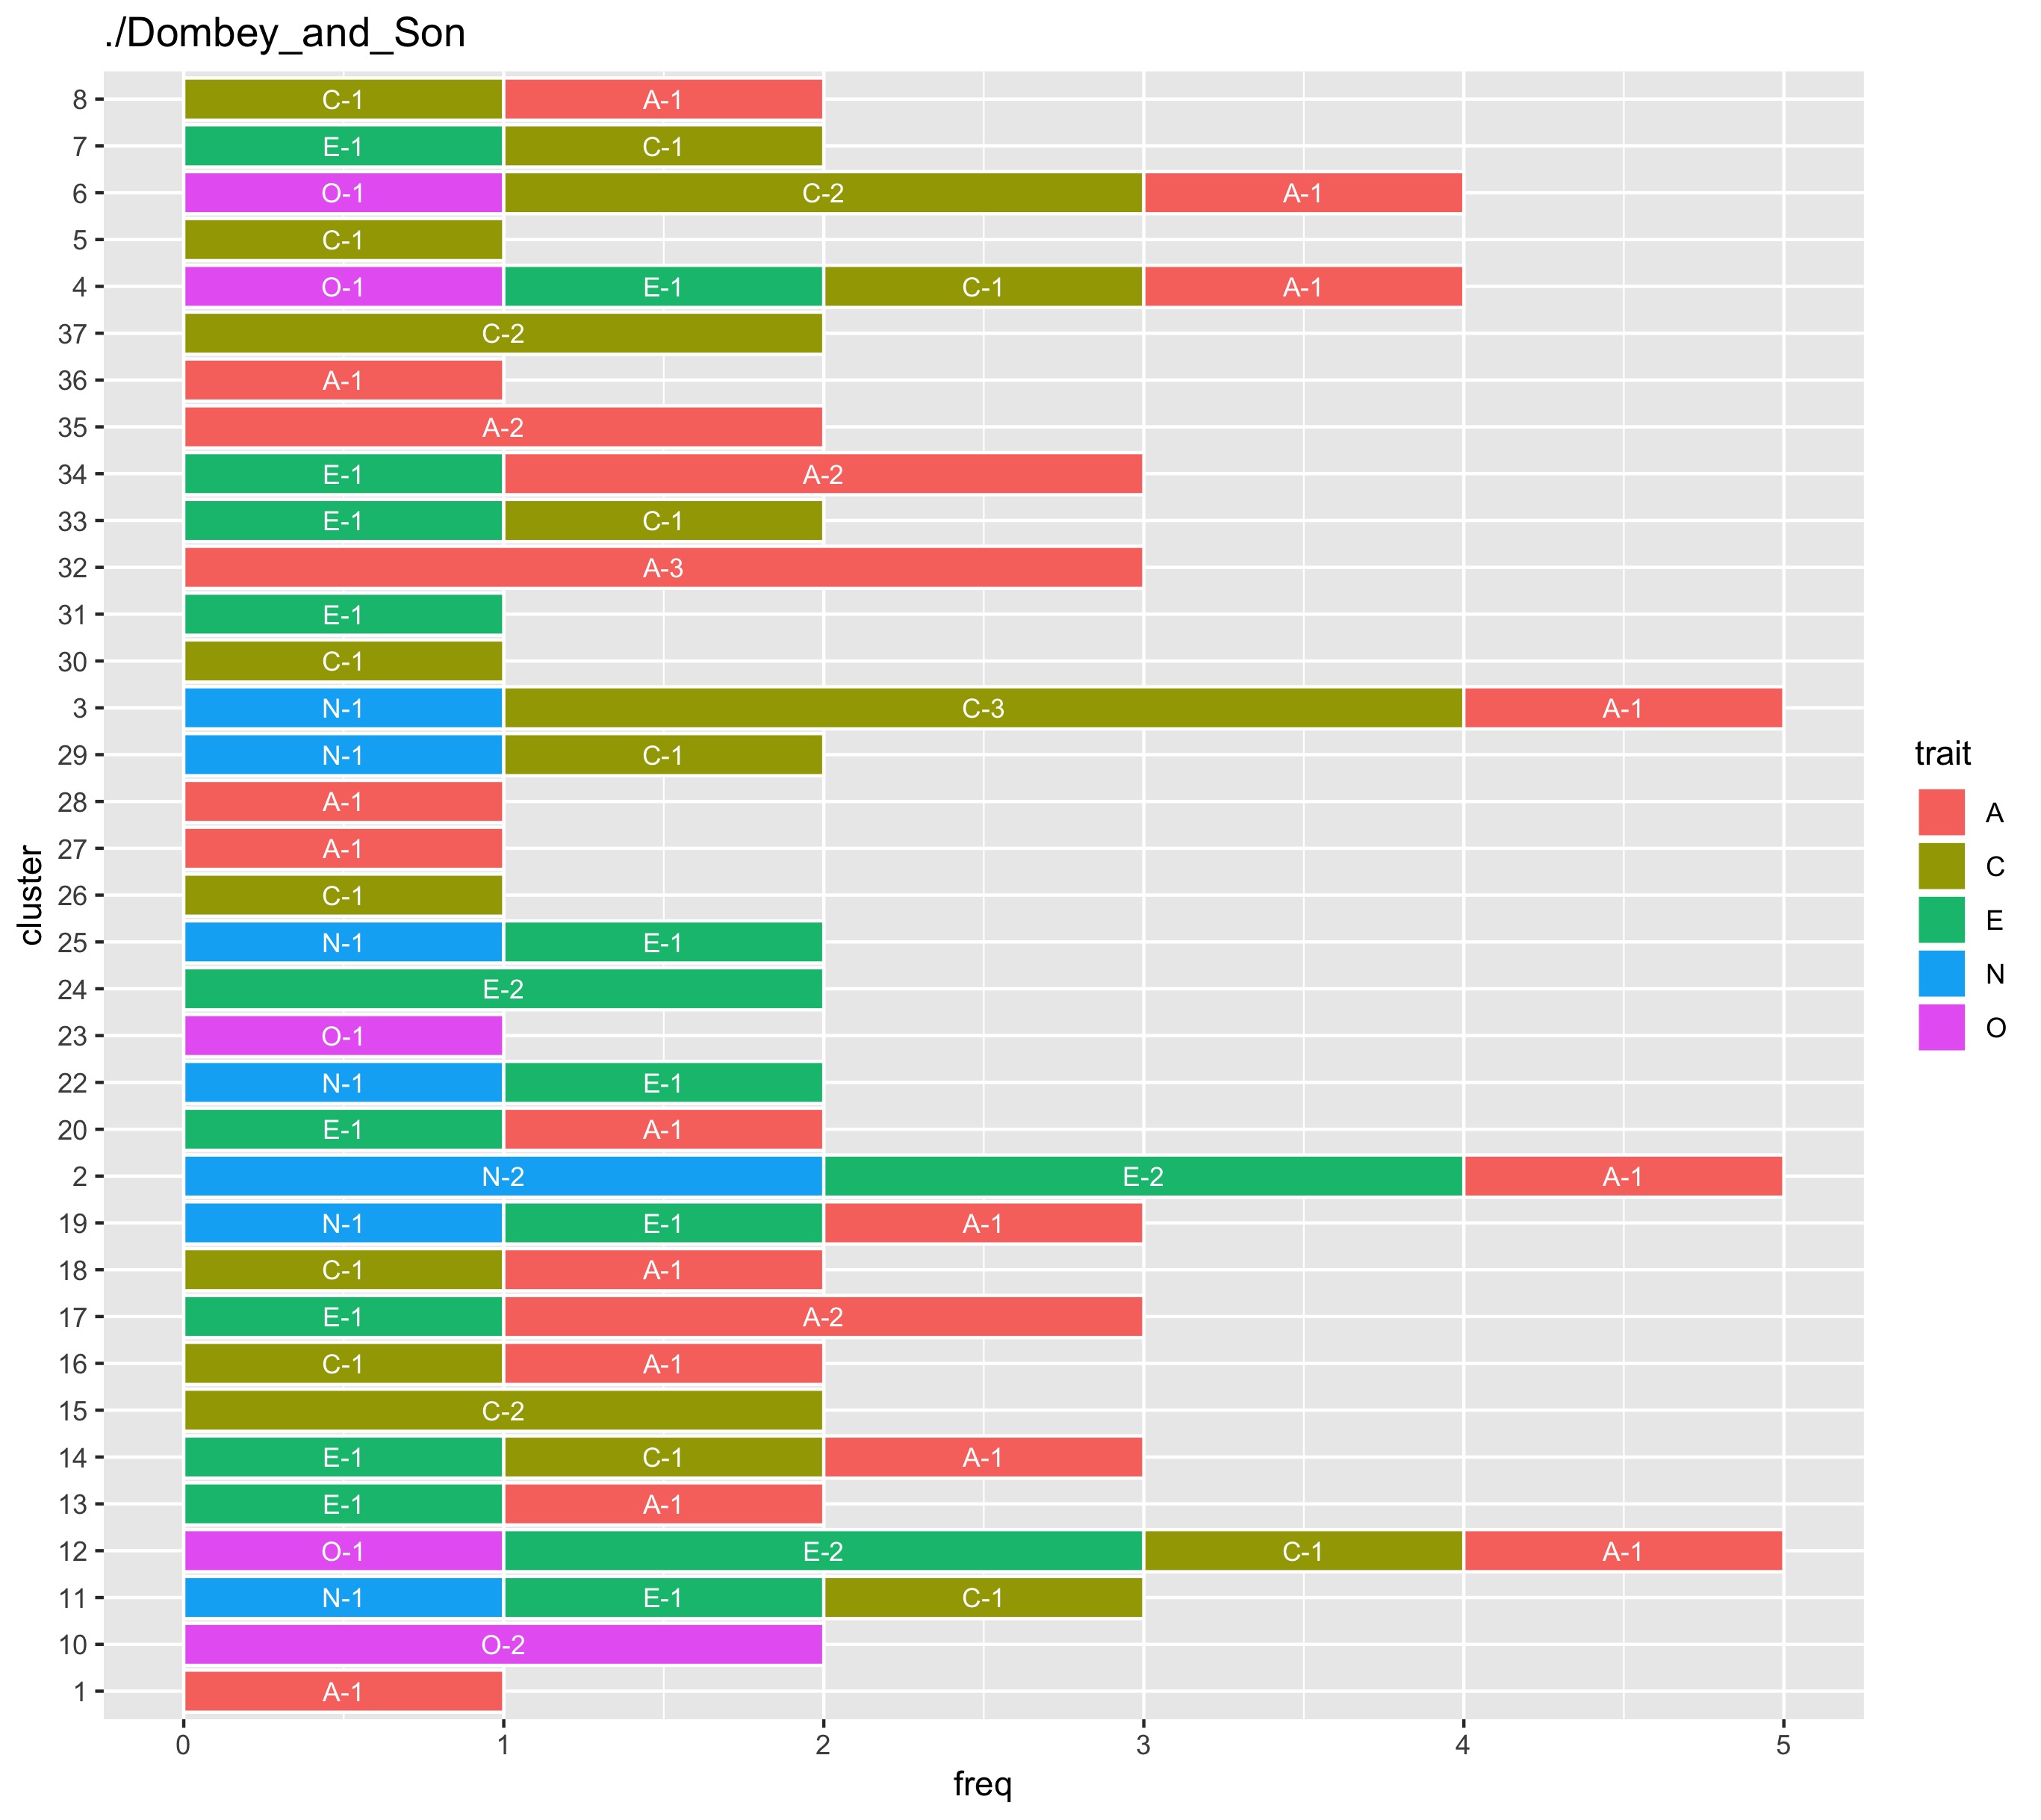 ./Dombey_and_Son
8 C-1 A-1
7 E-1 C-1
6 O-1 C-2 A-1
5 C-1
4 O-1 E-1 C-1 A-1
37 C-2
36 A-1
35 A-2
34 E-1 A-2
33 E-1 C-1
32 A-3
31 E-1
30 C-1
3 N-1 C-3 A-1
29 N-1 C-1
28 A-1
27 A-1
26 C-1
25 N-1 E-1
24 E-2
23 O-1
22 N-1 E-1
20 E-1 A-1
2 N-2 E-2 A-1
19 N-1 E-1 A-1
18 C-1 A-1
17 E-1 A-2
16 C-1 A-1
15 C-2
14 E-1 C-1 A-1
13 E-1 A-1
12 O-1 E-2 C-1 A-1
11 N-1 E-1 C-1
10 O-2
1 A-1
0 1 2 3 4 5
freq
cluster
trait
A
C
E
N
O